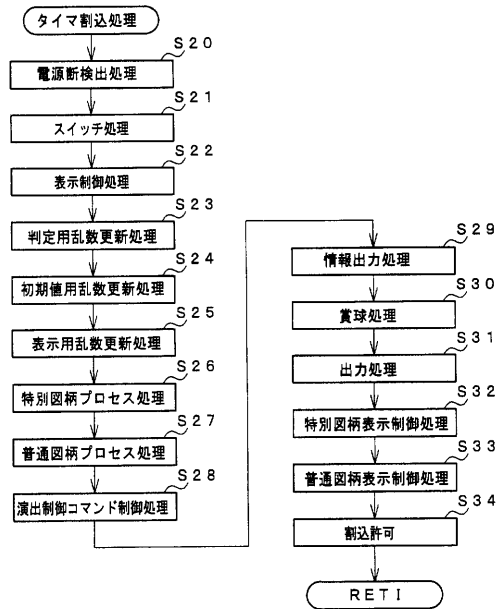 タイマ割込処理
S20
電源断検出処理
S21
スイッチ処理
S22
表示制御処理
S23
判定用乱数更新処理
S24
初期値用乱数更新処理
S25
表示用乱数更新処理
S26
特別図柄プロセス処理
S27
普通図柄プロセス処理
S28
演出制御コマンド制御処理
S29
情報出力処理
S30
賞球処理
S31
出力処理
S32
特別図柄表示制御処理
S33
普通図柄表示制御処理
S34
割込許可
RETI